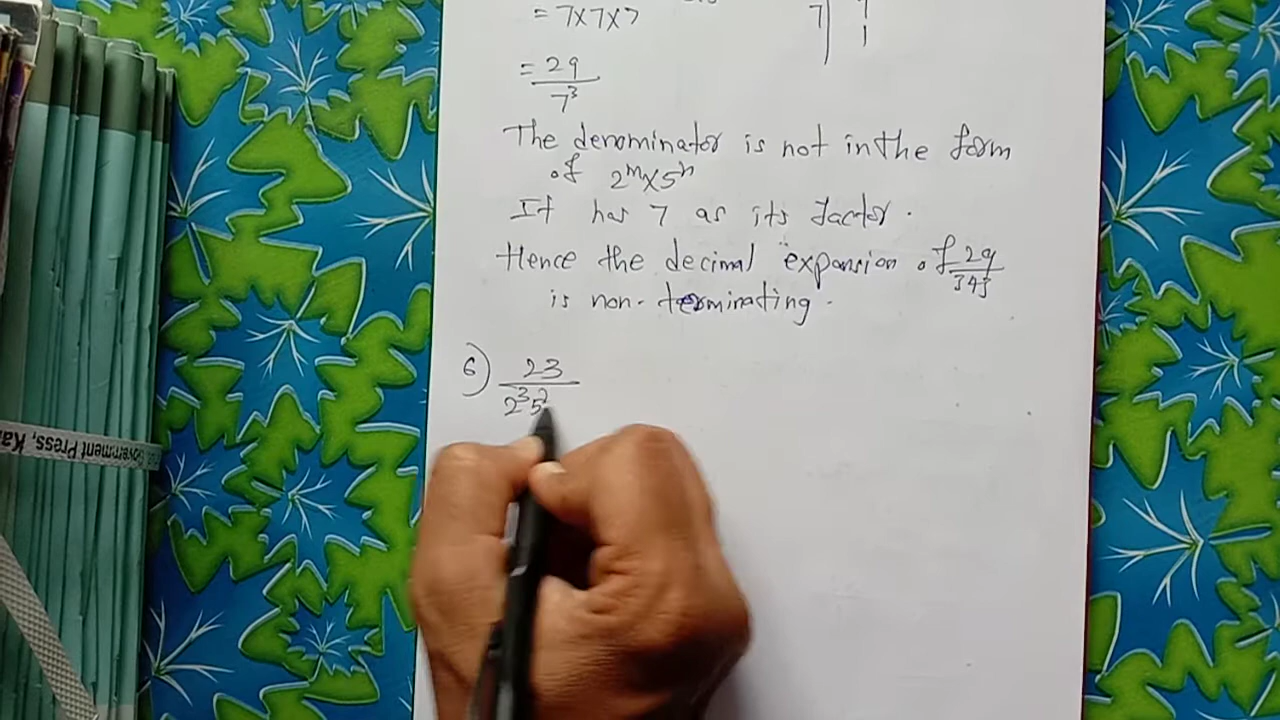 = 7×7×7
7
= 29
7³
The denominator is not in the form
of 2ᵐ×5ⁿ
It has 7 as its factor.
Hence the decimal expansion of 29/343
is non-terminating.
6) 23
2³5²
Government Press, Ka